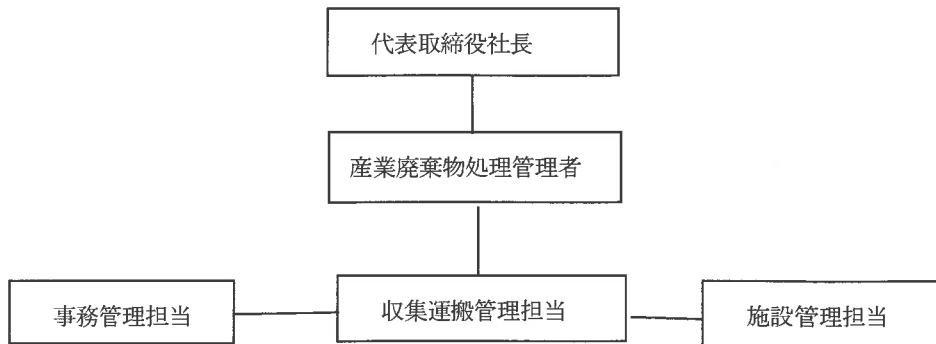 代表取締役社長
産業廃棄物処理管理者
事務管理担当
収集運搬管理担当
施設管理担当